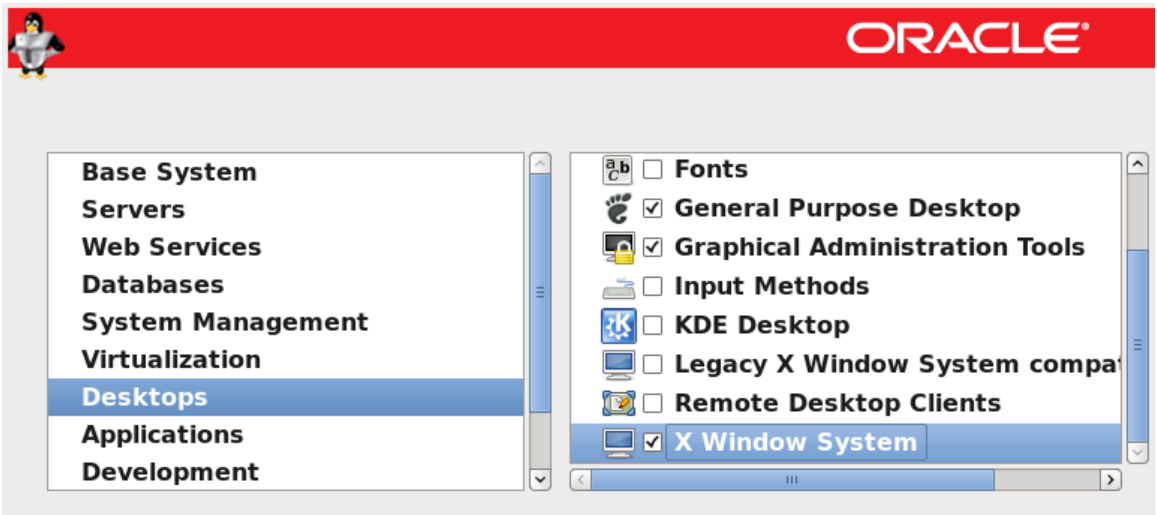 ORACLE®
Base System
Servers
Web Services
Databases
System Management
Virtualization
Desktops
Applications
Development
Fonts
General Purpose Desktop
Graphical Administration Tools
Input Methods
KDE Desktop
Legacy X Window System compat
Remote Desktop Clients
X Window System